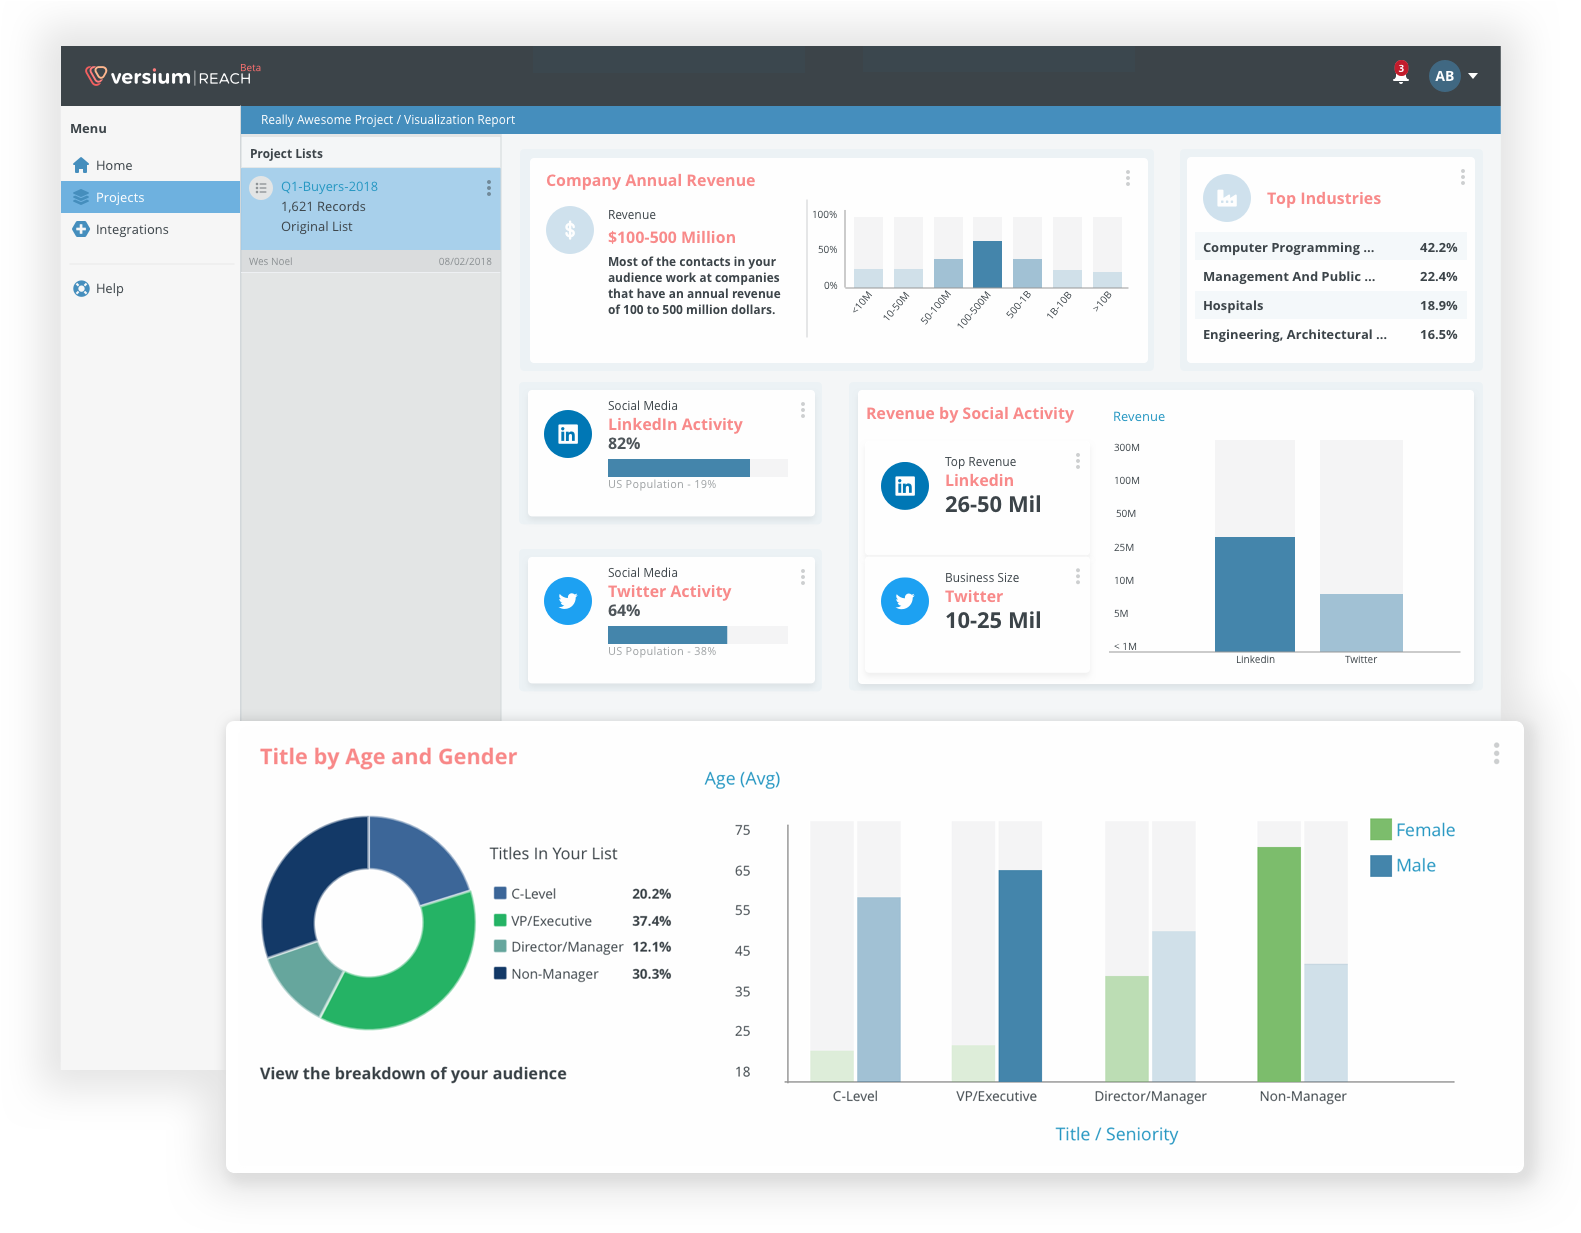 versium|REACH Beta
3
AB
Menu
Home
Projects
Integrations
Help
Really Awesome Project / Visualization Report
Project Lists
Q1-Buyers-2018
1,621 Records
Original List
Wes Noel 08/02/2018
Company Annual Revenue
$
Revenue
$100-500 Million
Most of the contacts in your
audience work at companies
that have an annual revenue
of 100 to 500 million dollars.
100%
50%
0%
<10M
10-50M
50-100M
100-500M
500-1B
1B-10B
>10B
Top Industries
Computer Programming ... 42.2%
Management And Public ... 22.4%
Hospitals 18.9%
Engineering, Architectural ... 16.5%
in
Social Media
LinkedIn Activity
82%
US Population - 19%
Social Media
Twitter Activity
64%
US Population - 38%
Revenue by Social Activity
in
Top Revenue
Linkedin
26-50 Mil
Business Size
Twitter
10-25 Mil
Revenue
300M
100M
50M
25M
10M
5M
< 1M
Linkedin
Twitter
Title by Age and Gender
Titles In Your List
C-Level 20.2%
VP/Executive 37.4%
Director/Manager 12.1%
Non-Manager 30.3%
View the breakdown of your audience
Age (Avg)
75
65
55
45
35
25
18
C-Level
VP/Executive
Director/Manager
Non-Manager
Title / Seniority
Female
Male